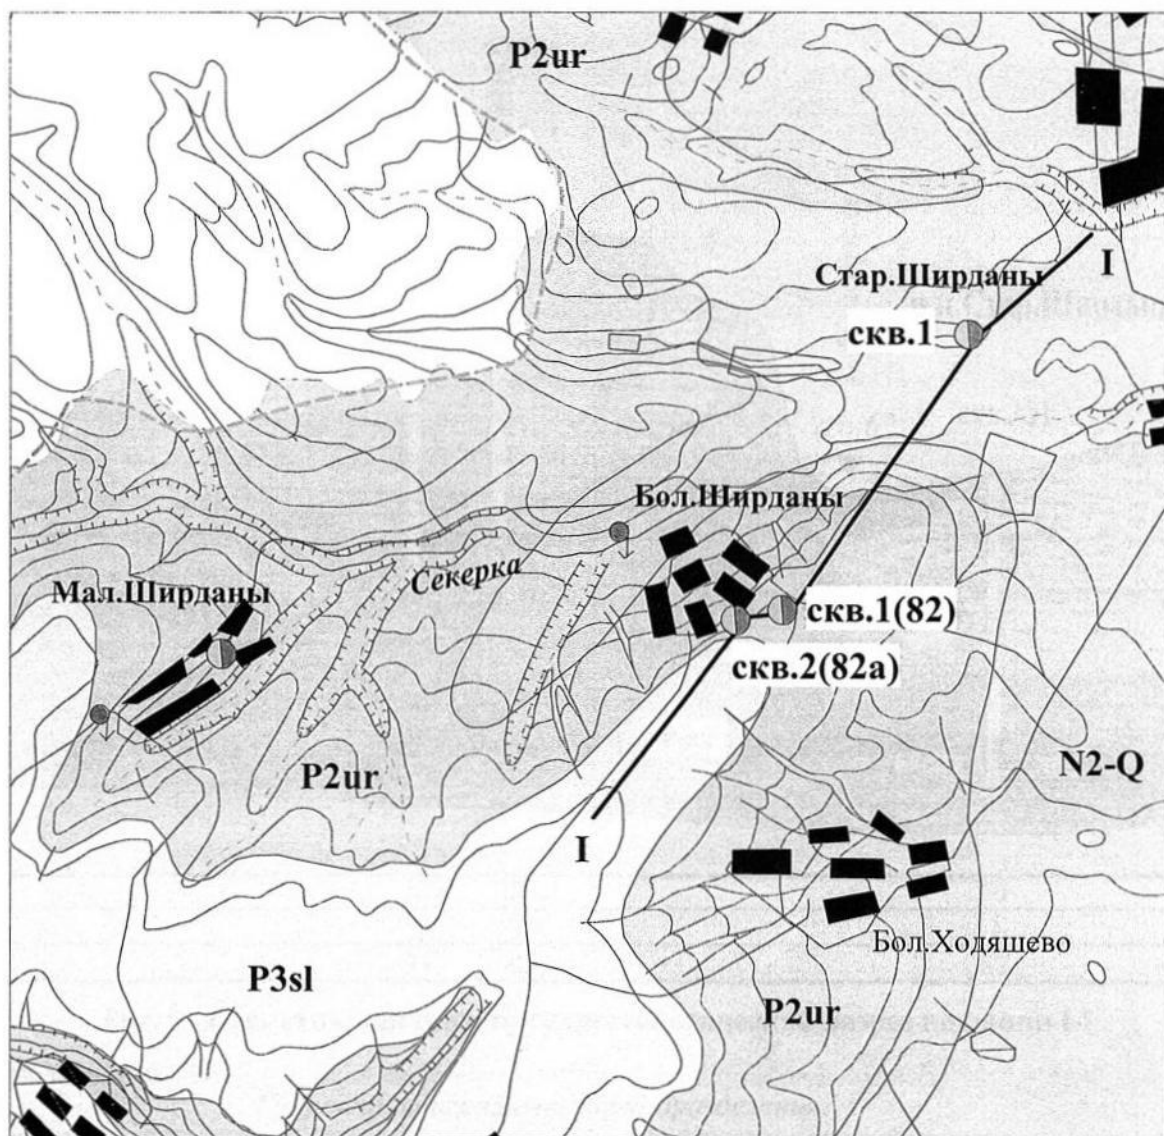 P2ur
Стар.Ширданы
I
скв.1
Бол.Ширданы
Секерка
Мал.Ширданы
скв.1(82)
скв.2(82а)
P2ur
N2-Q
I
Бол.Ходяшево
P3sl
P2ur